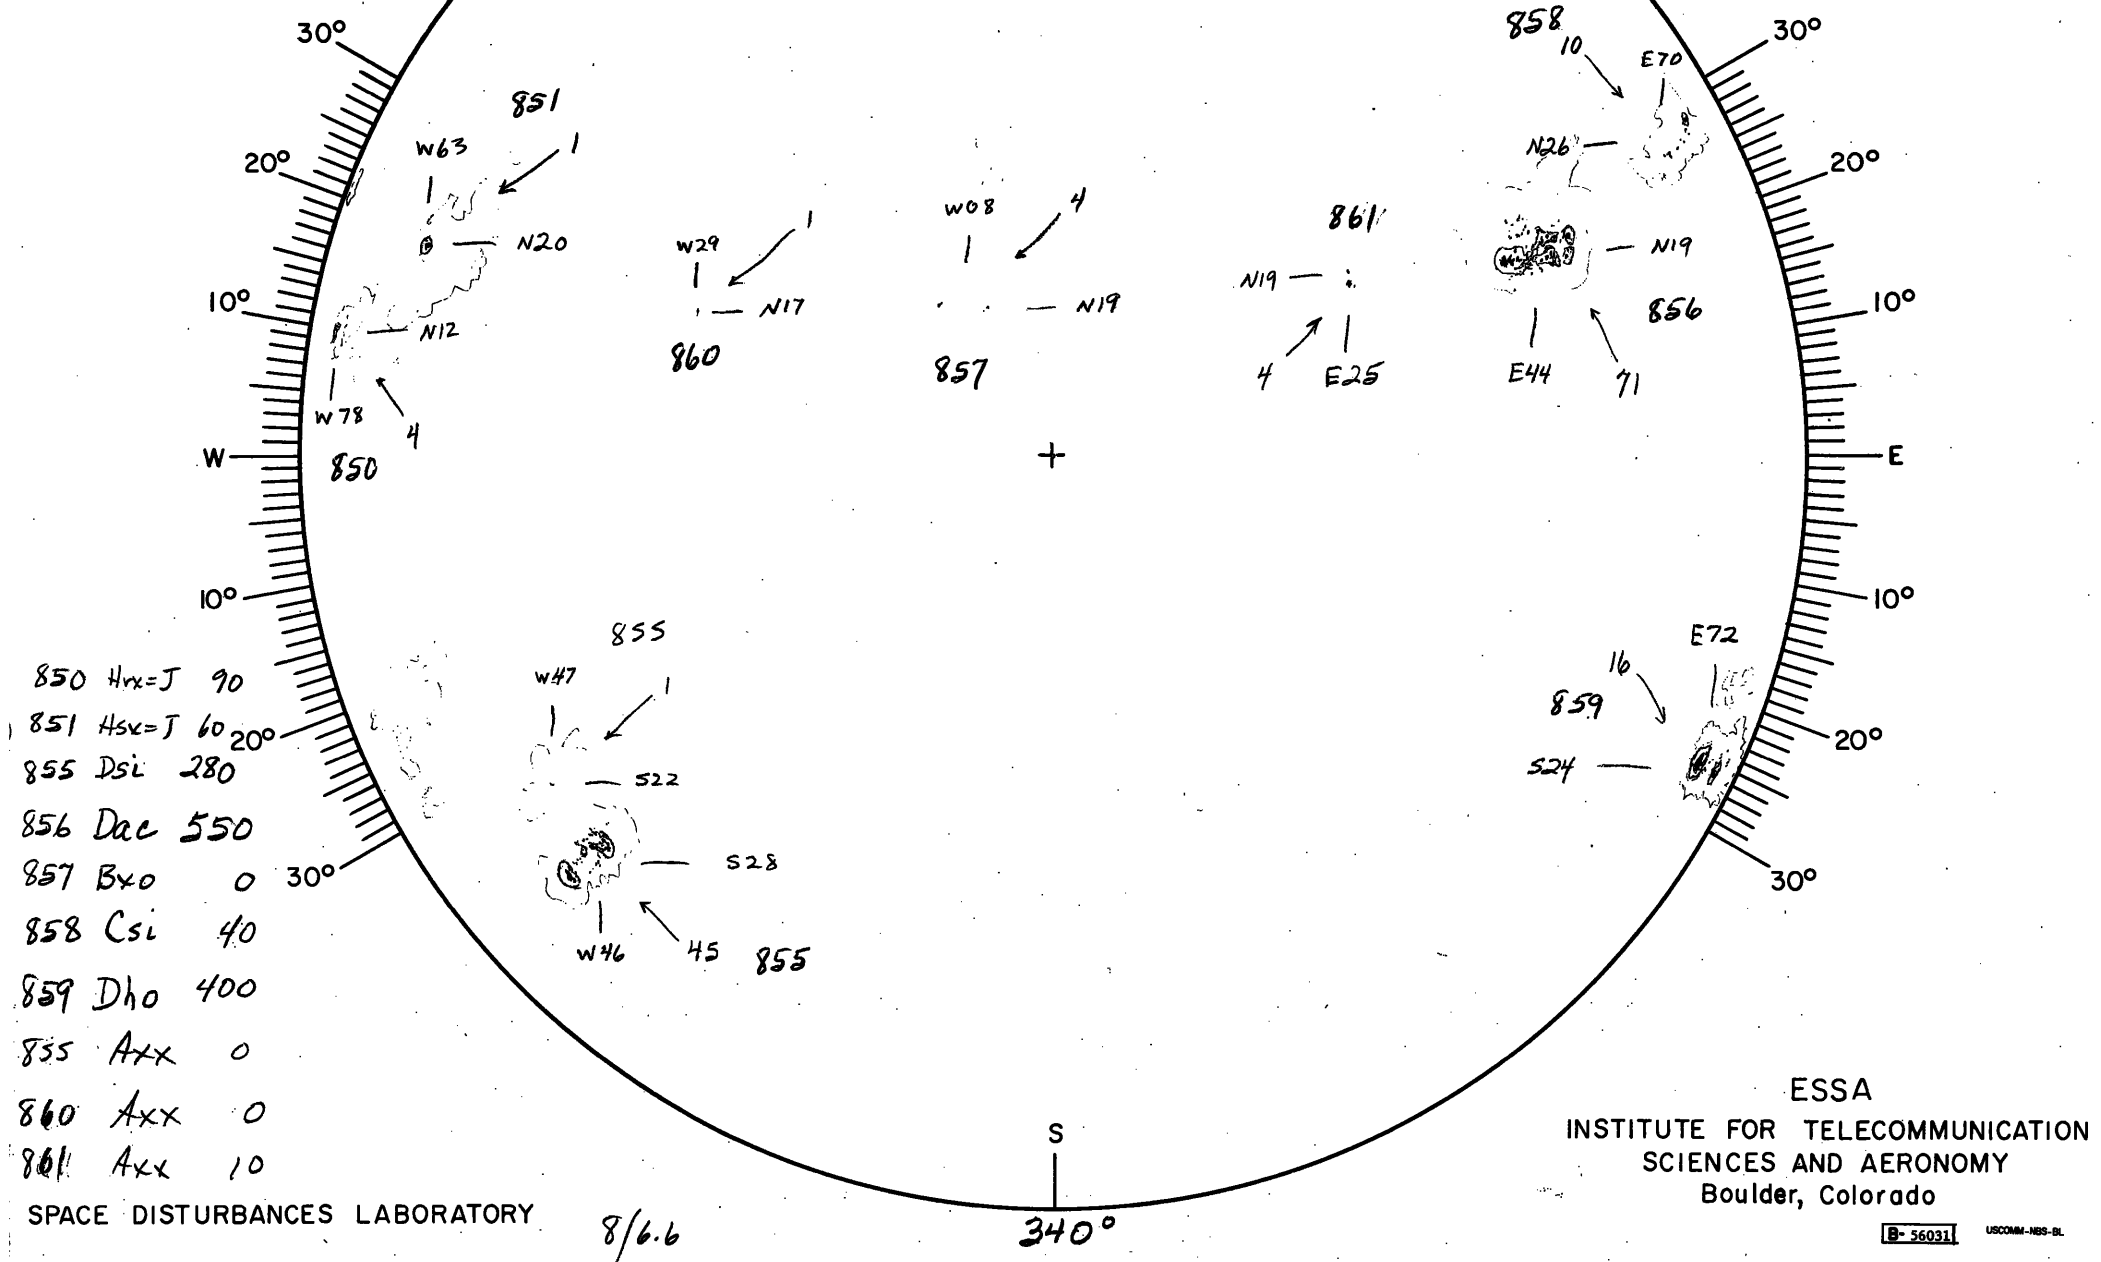 30°
858
30°
10
E70
851
1
W63
20°
N26
20°
W08
4
861
1
W29
N20
N19
N19
10°
N17
N19
856
10°
N12
860
857
4
E25
E44
71
W78
4
W
850
+
E
10°
10°
855
E72
W47
1
16
859
850 Hrx=J 90
851 Hsx=J 60
20°
20°
855 Dsi 280
S22
S24
856 Dac 550
857 Bxo 0
30°
S28
30°
858 Csi 40
W46
45
855
859 Dho 400
855 Axx 0
860 Axx 0
861 Axx 10
S
ESSA
INSTITUTE FOR TELECOMMUNICATION
SCIENCES AND AERONOMY
Boulder, Colorado
SPACE DISTURBANCES LABORATORY
8/6.6
340°
B- 56031
USCOMM-NBS-BL